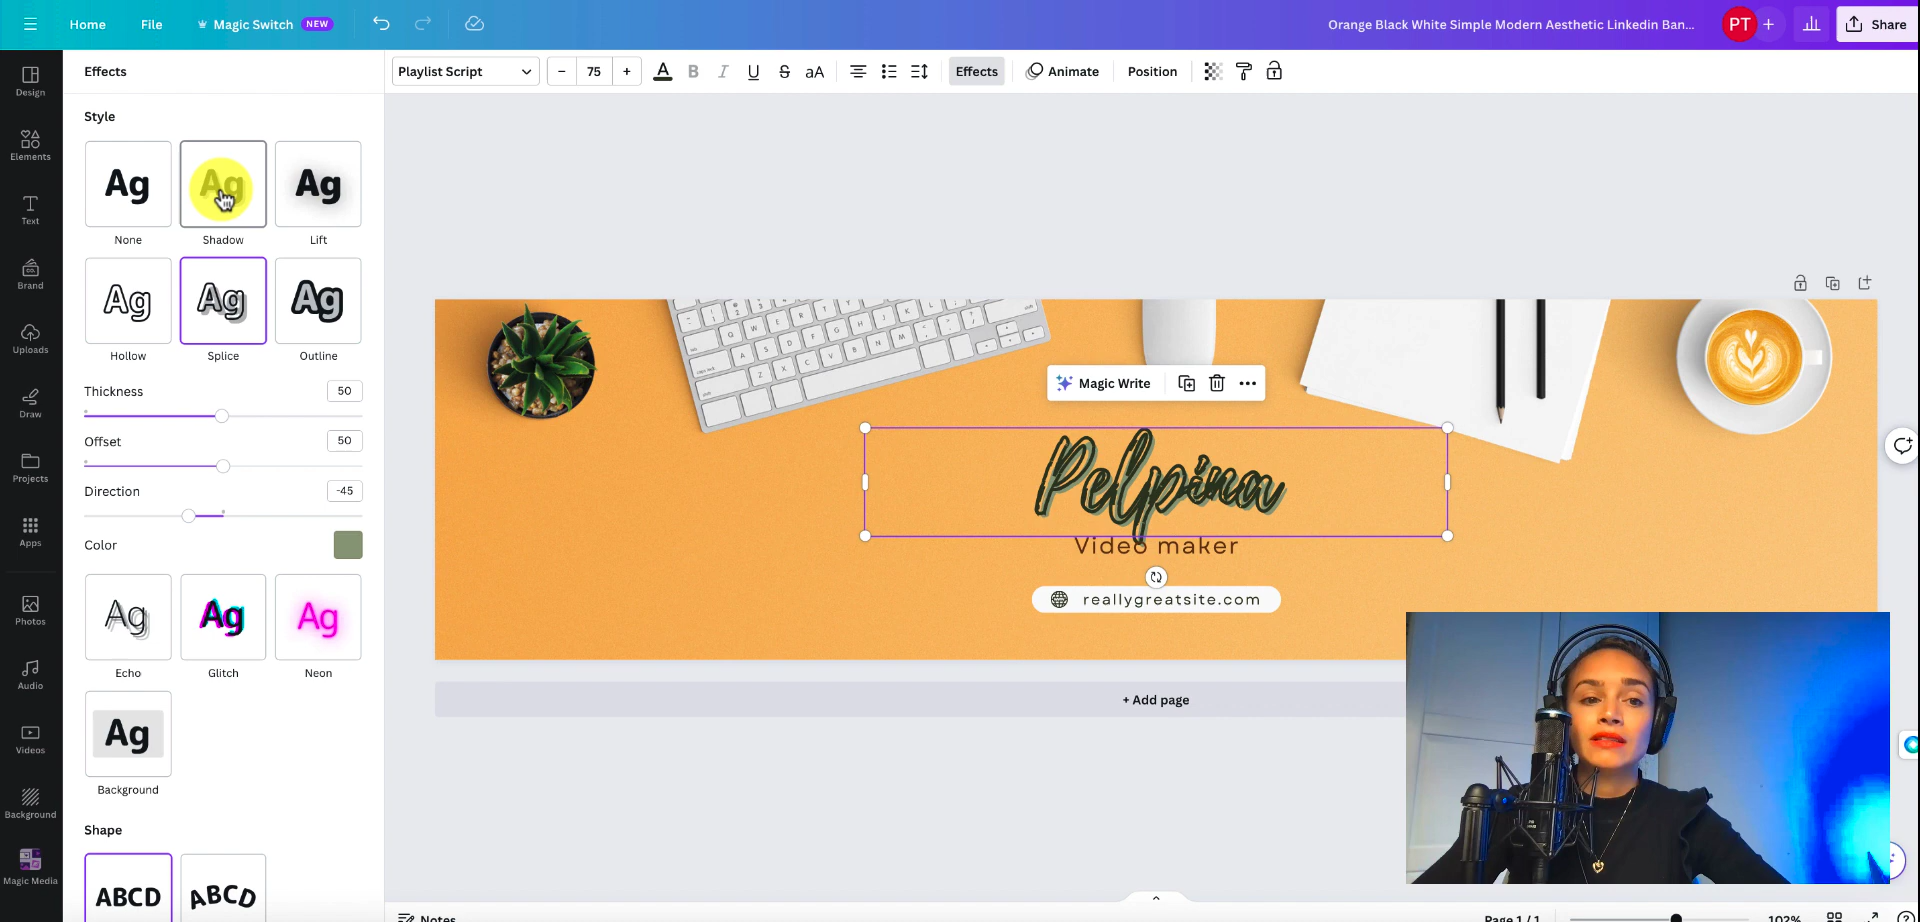 Home File Magic Switch NEW Orange Black White Simple Modern Aesthetic Linkedin Ban... PT + Share
Design
Elements
Text
Brand
Uploads
Draw
Projects
Apps
Photos
Audio
Videos
Background
Magic Media
Effects
Style
Ag Ag Ag
None Shadow Lift
Ag Ag Ag
Hollow Splice Outline
Thickness 50
Offset 50
Direction -45
Color
Ag Ag Ag
Echo Glitch Neon
Ag
Background
Shape
ABCD ABCD
Playlist Script – 75 + A B I U S aA Effects Animate Position
Magic Write
Pelpina
Video maker
reallygreatsite.com
+ Add page
Notes Page 1 / 1 102%